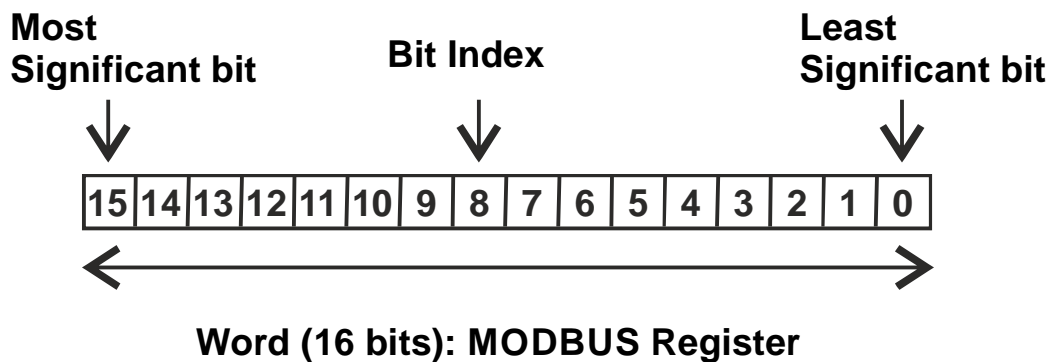 Most
Significant bit
Bit Index
Least
Significant bit
15 14 13 12 11 10 9 8 7 6 5 4 3 2 1 0
Word (16 bits): MODBUS Register